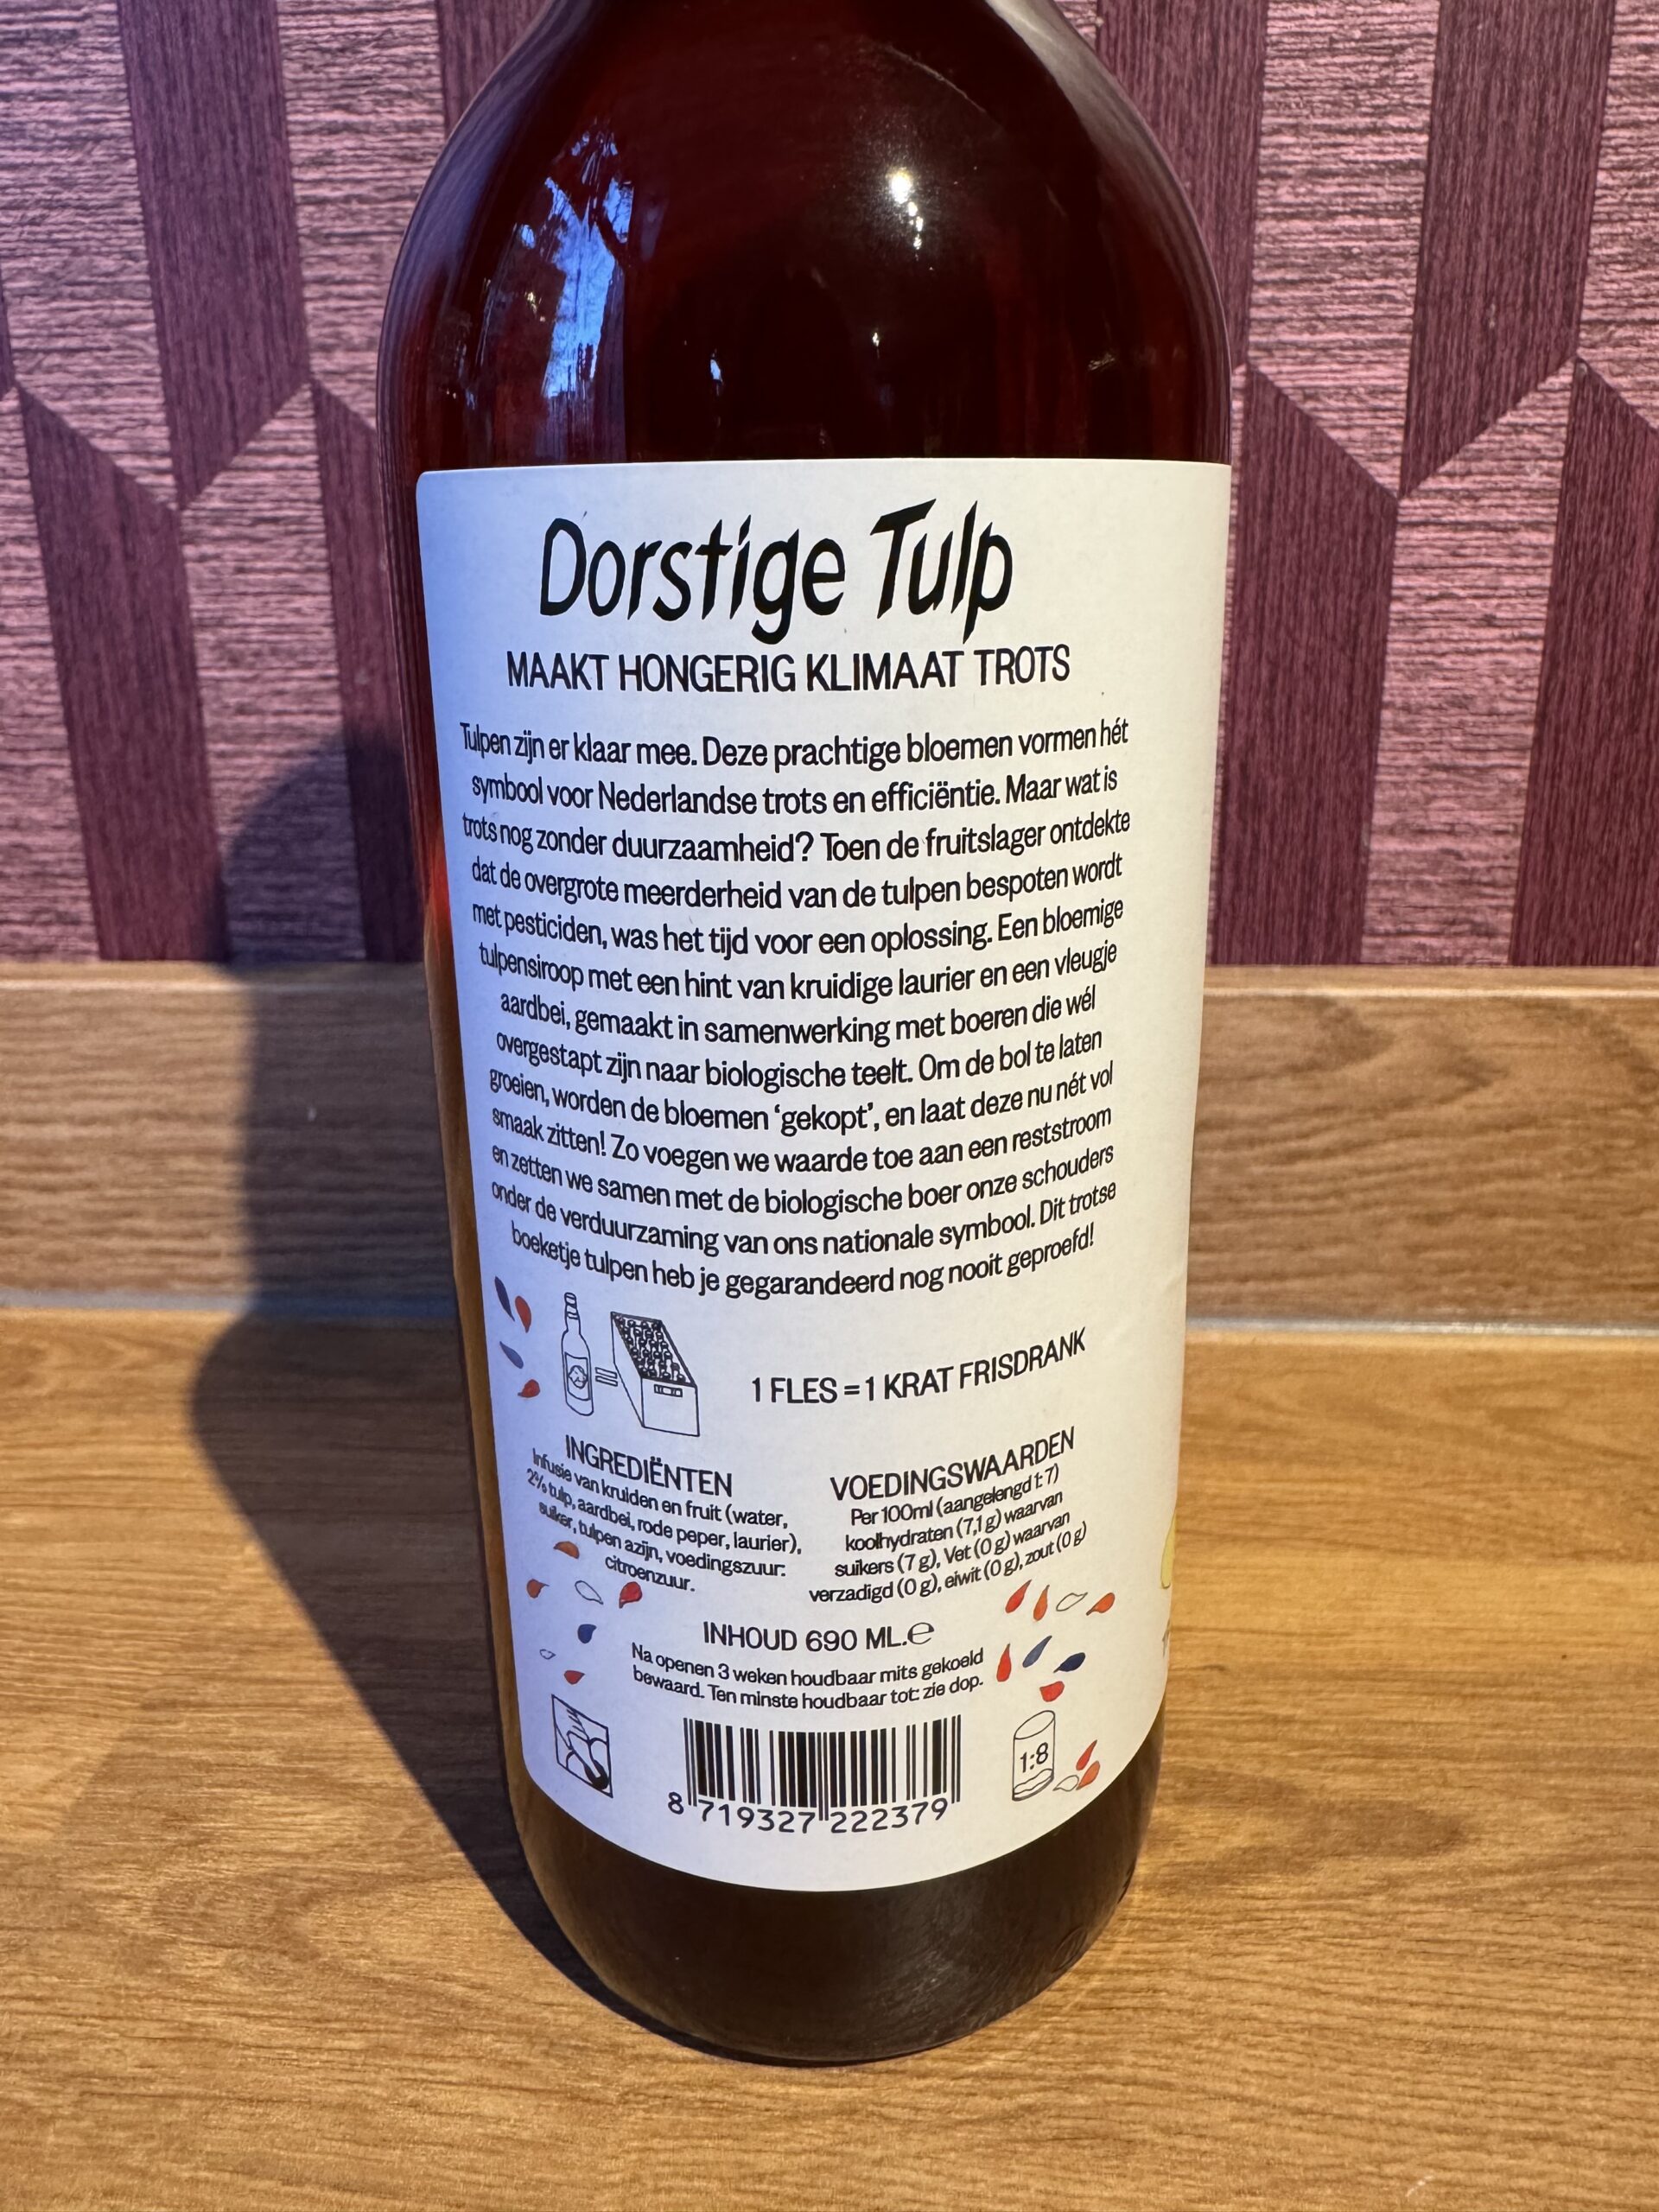 Dorstige Tulp
MAAKT HONGERIG KLIMAAT TROTS
Tulpen zijn er klaar mee. Deze prachtige bloemen vormen hét
symbool voor Nederlandse trots en efficiëntie. Maar wat is
trots nog zonder duurzaamheid? Toen de fruitslager ontdekte
dat de overgrote meerderheid van de tulpen bespoten wordt
met pesticiden, was het tijd voor een oplossing. Een bloemige
tulpensiroop met een hint van kruidige laurier en een vleugje
aardbei, gemaakt in samenwerking met boeren die wél
overgestapt zijn naar biologische teelt. Om de bol te laten
groeien, worden de bloemen ‘gekopt’, en laat deze nu nét vol
smaak zitten! Zo voegen we waarde toe aan een reststroom
en zetten we samen met de biologische boer onze schouders
onder de verduurzaming van ons nationale symbool. Dit trotse
boeketje tulpen heb je gegarandeerd nog nooit geproefd!
1 FLES = 1 KRAT FRISDRANK
INGREDIËNTEN
Infusie van kruiden en fruit (water,
2% tulp, aardbei, rode peper, laurier),
suiker, tulpen azijn, voedingszuur:
citroenzuur.
VOEDINGSWAARDEN
Per 100ml (aangelengd 1:7)
koolhydraten (7,1 g) waarvan
suikers (7 g), Vet (0 g) waarvan
verzadigd (0 g), eiwit (0 g), zout (0 g)
INHOUD 690 ML.℮
Na openen 3 weken houdbaar mits gekoeld
bewaard. Ten minste houdbaar tot: zie dop.
1:8
8 719327 222379